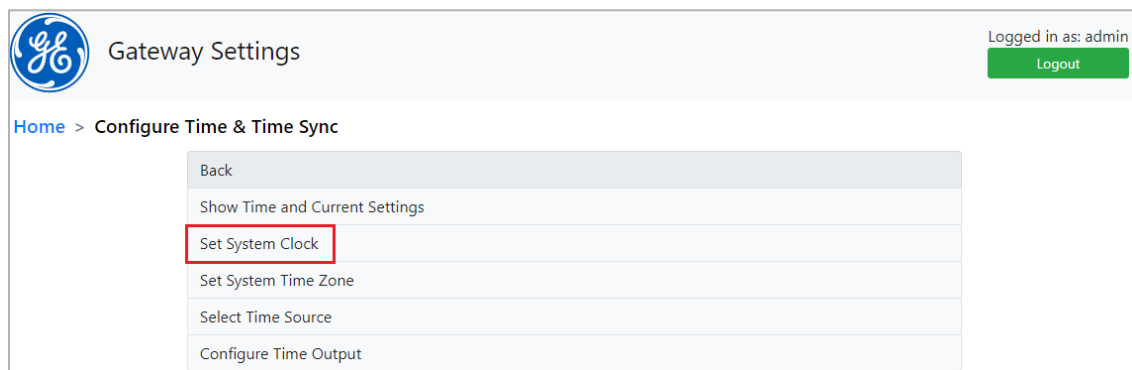 GE
Gateway Settings
Logged in as: admin
Logout
Home > Configure Time & Time Sync
Back
Show Time and Current Settings
Set System Clock
Set System Time Zone
Select Time Source
Configure Time Output